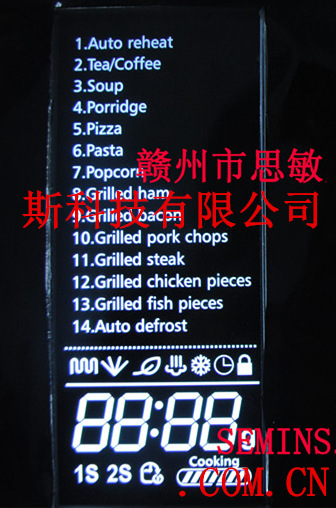 1.Auto reheat
2.Tea/Coffee
3.Soup
4.Porridge
5.Pizza
6.Pasta
7.Popcorn
赣州市思敏
8.Grilled ham
斯科技有限公司
9.Grilled bacon
10.Grilled pork chops
11.Grilled steak
12.Grilled chicken pieces
13.Grilled fish pieces
14.Auto defrost
88:88
SEMINS
Cooking
1S 2S
.COM.CN